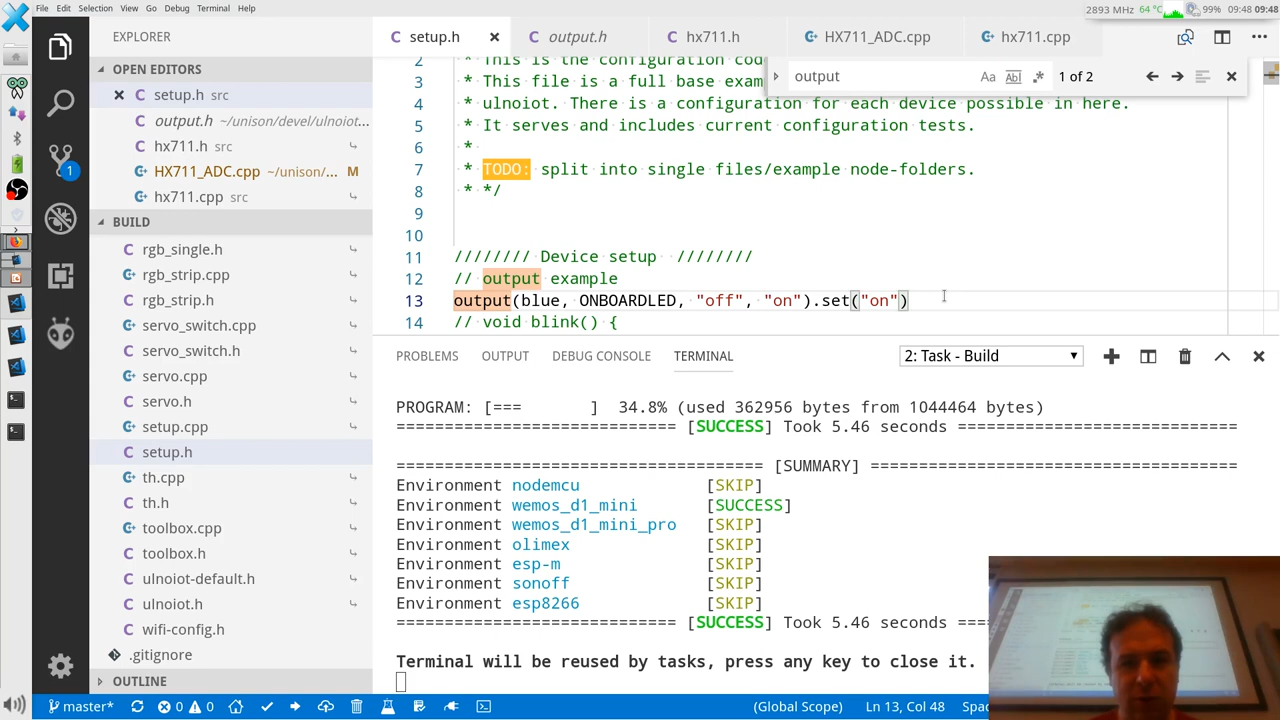 File Edit Selection View Go Debug Terminal Help
2893 MHz 64 °C 99% 09:48 09:48
EXPLORER
setup.h
output.h
hx711.h
HX711_ADC.cpp
hx711.cpp
OPEN EDITORS
setup.h src
output.h ~/unison/devel/ulnoiot...
hx711.h src
HX711_ADC.cpp ~/unison/... M
hx711.cpp src
1
BUILD
rgb_single.h
rgb_strip.cpp
rgb_strip.h
servo_switch.cpp
servo_switch.h
servo.cpp
servo.h
setup.cpp
setup.h
th.cpp
th.h
toolbox.cpp
toolbox.h
ulnoiot-default.h
ulnoiot.h
wifi-config.h
.gitignore
OUTLINE
output Aa Abl .* 1 of 2
2 * This is the configuration cod
3 * This file is a full base exam
4 * ulnoiot. There is a configuration for each device possible in here.
5 * It serves and includes current configuration tests.
6 *
7 * TODO: split into single files/example node-folders.
8 * */
9
10
11 //////// Device setup ////////
12 // output example
13 output(blue, ONBOARDLED, "off", "on").set("on")
14 // void blink() {
PROBLEMS OUTPUT DEBUG CONSOLE TERMINAL 2: Task - Build
PROGRAM: [=== ] 34.8% (used 362956 bytes from 1044464 bytes)
============================ [SUCCESS] Took 5.46 seconds ============================
====================================== [SUMMARY] ======================================
Environment nodemcu [SKIP]
Environment wemos_d1_mini [SUCCESS]
Environment wemos_d1_mini_pro [SKIP]
Environment olimex [SKIP]
Environment esp-m [SKIP]
Environment sonoff [SKIP]
Environment esp8266 [SKIP]
============================ [SUCCESS] Took 5.46 seconds ===
Terminal will be reused by tasks, press any key to close it.
master* 0 0 (Global Scope) Ln 13, Col 48 Spac